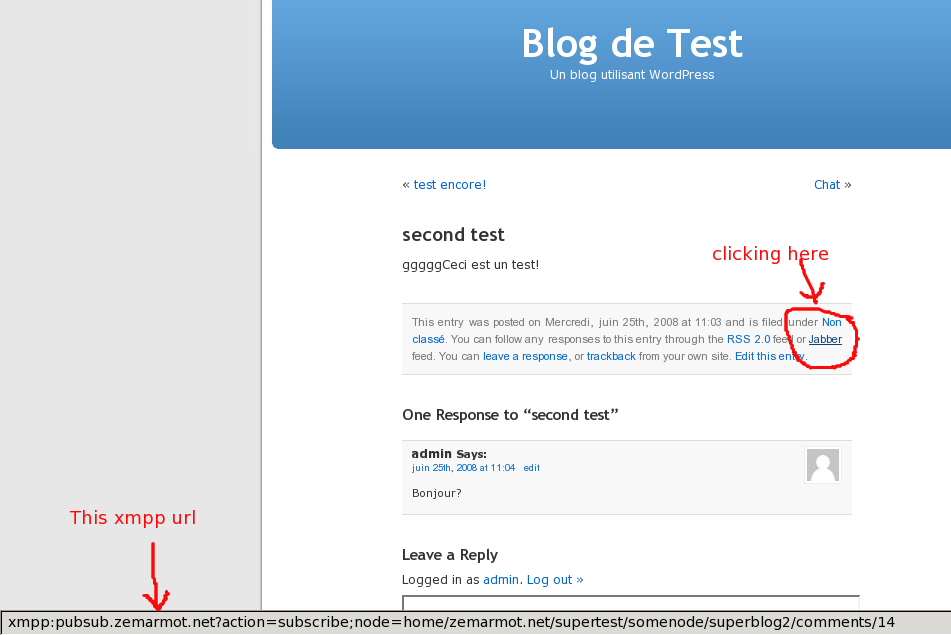 Blog de Test
Un blog utilisant WordPress
« test encore!
Chat »
second test
gggggCeci est un test!
clicking here
This entry was posted on Mercredi, juin 25th, 2008 at 11:03 and is filed under Non
classé. You can follow any responses to this entry through the RSS 2.0 feed or Jabber
feed. You can leave a response, or trackback from your own site. Edit this entry.
One Response to “second test”
admin Says:
juin 25th, 2008 at 11:04 edit
Bonjour?
This xmpp url
Leave a Reply
Logged in as admin. Log out »
xmpp:pubsub.zemarmot.net?action=subscribe;node=home/zemarmot.net/supertest/somenode/superblog2/comments/14